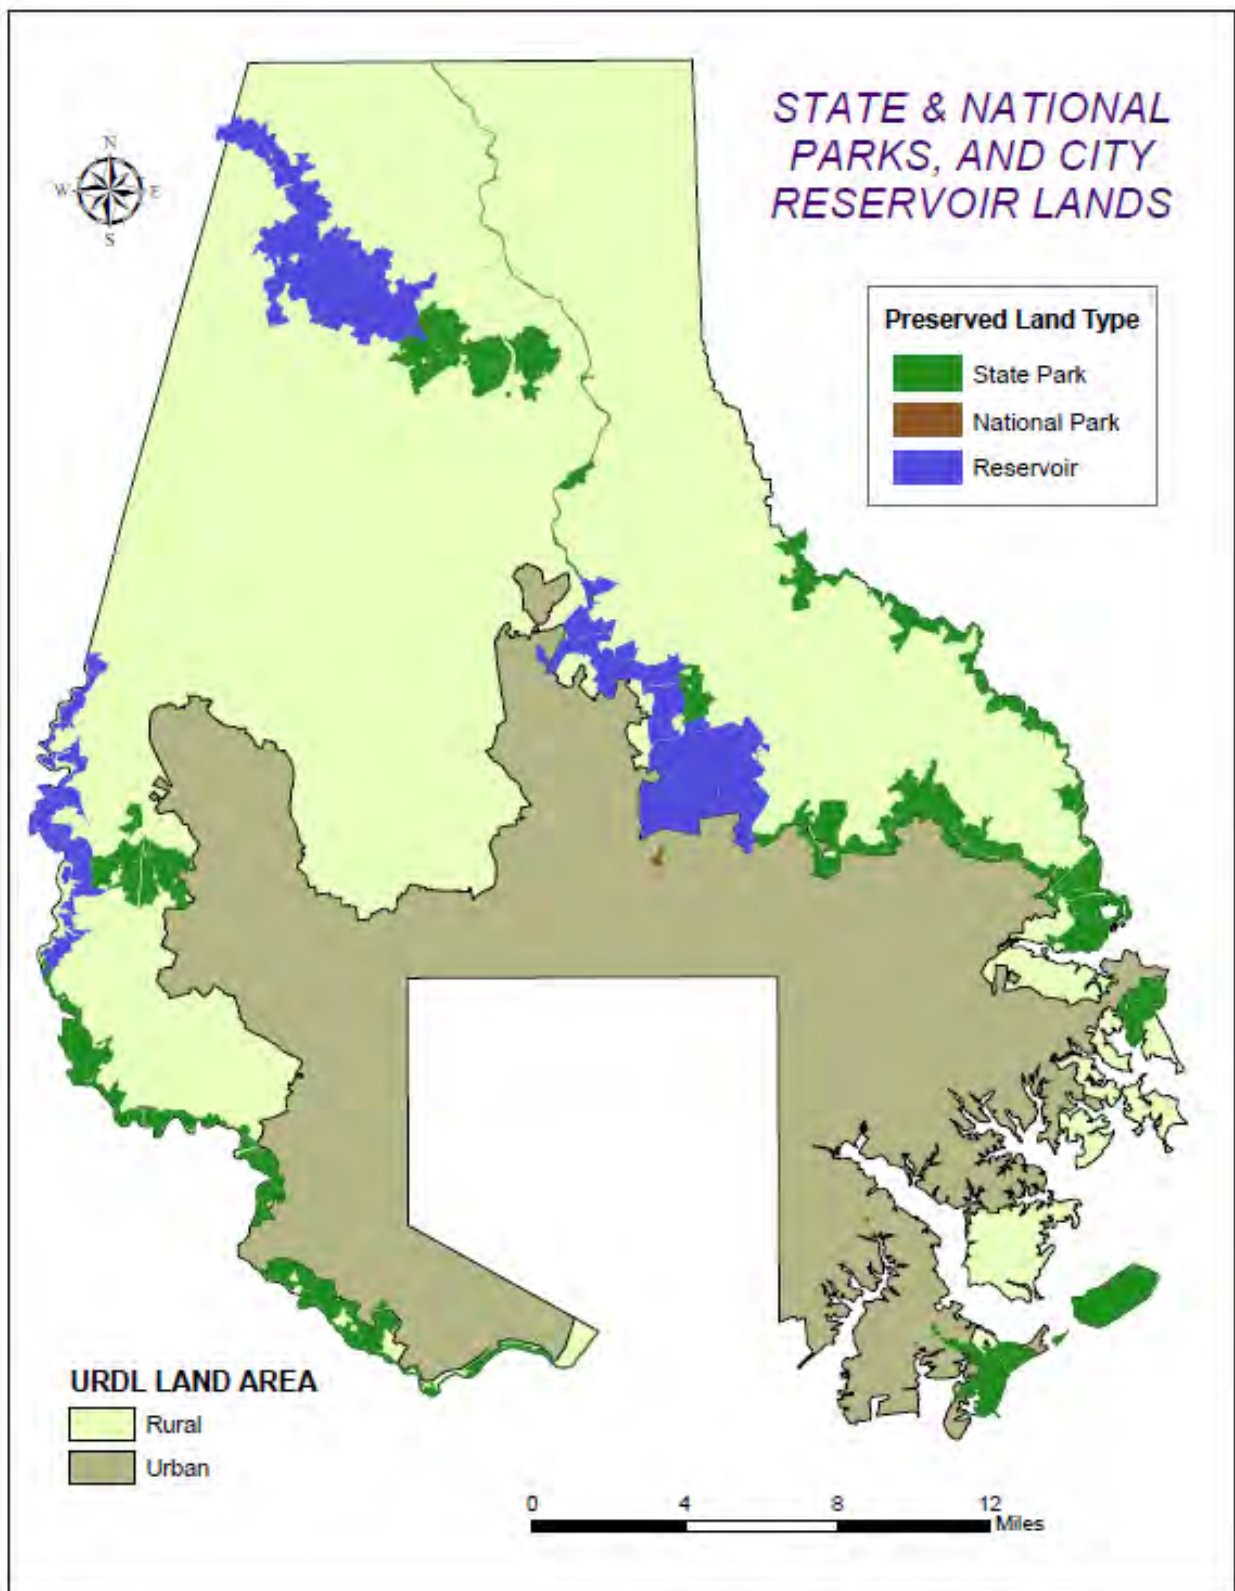 STATE & NATIONAL
PARKS, AND CITY
RESERVOIR LANDS
N
W
E
S
Preserved Land Type
State Park
National Park
Reservoir
URDL LAND AREA
Rural
Urban
0 4 8 12
Miles